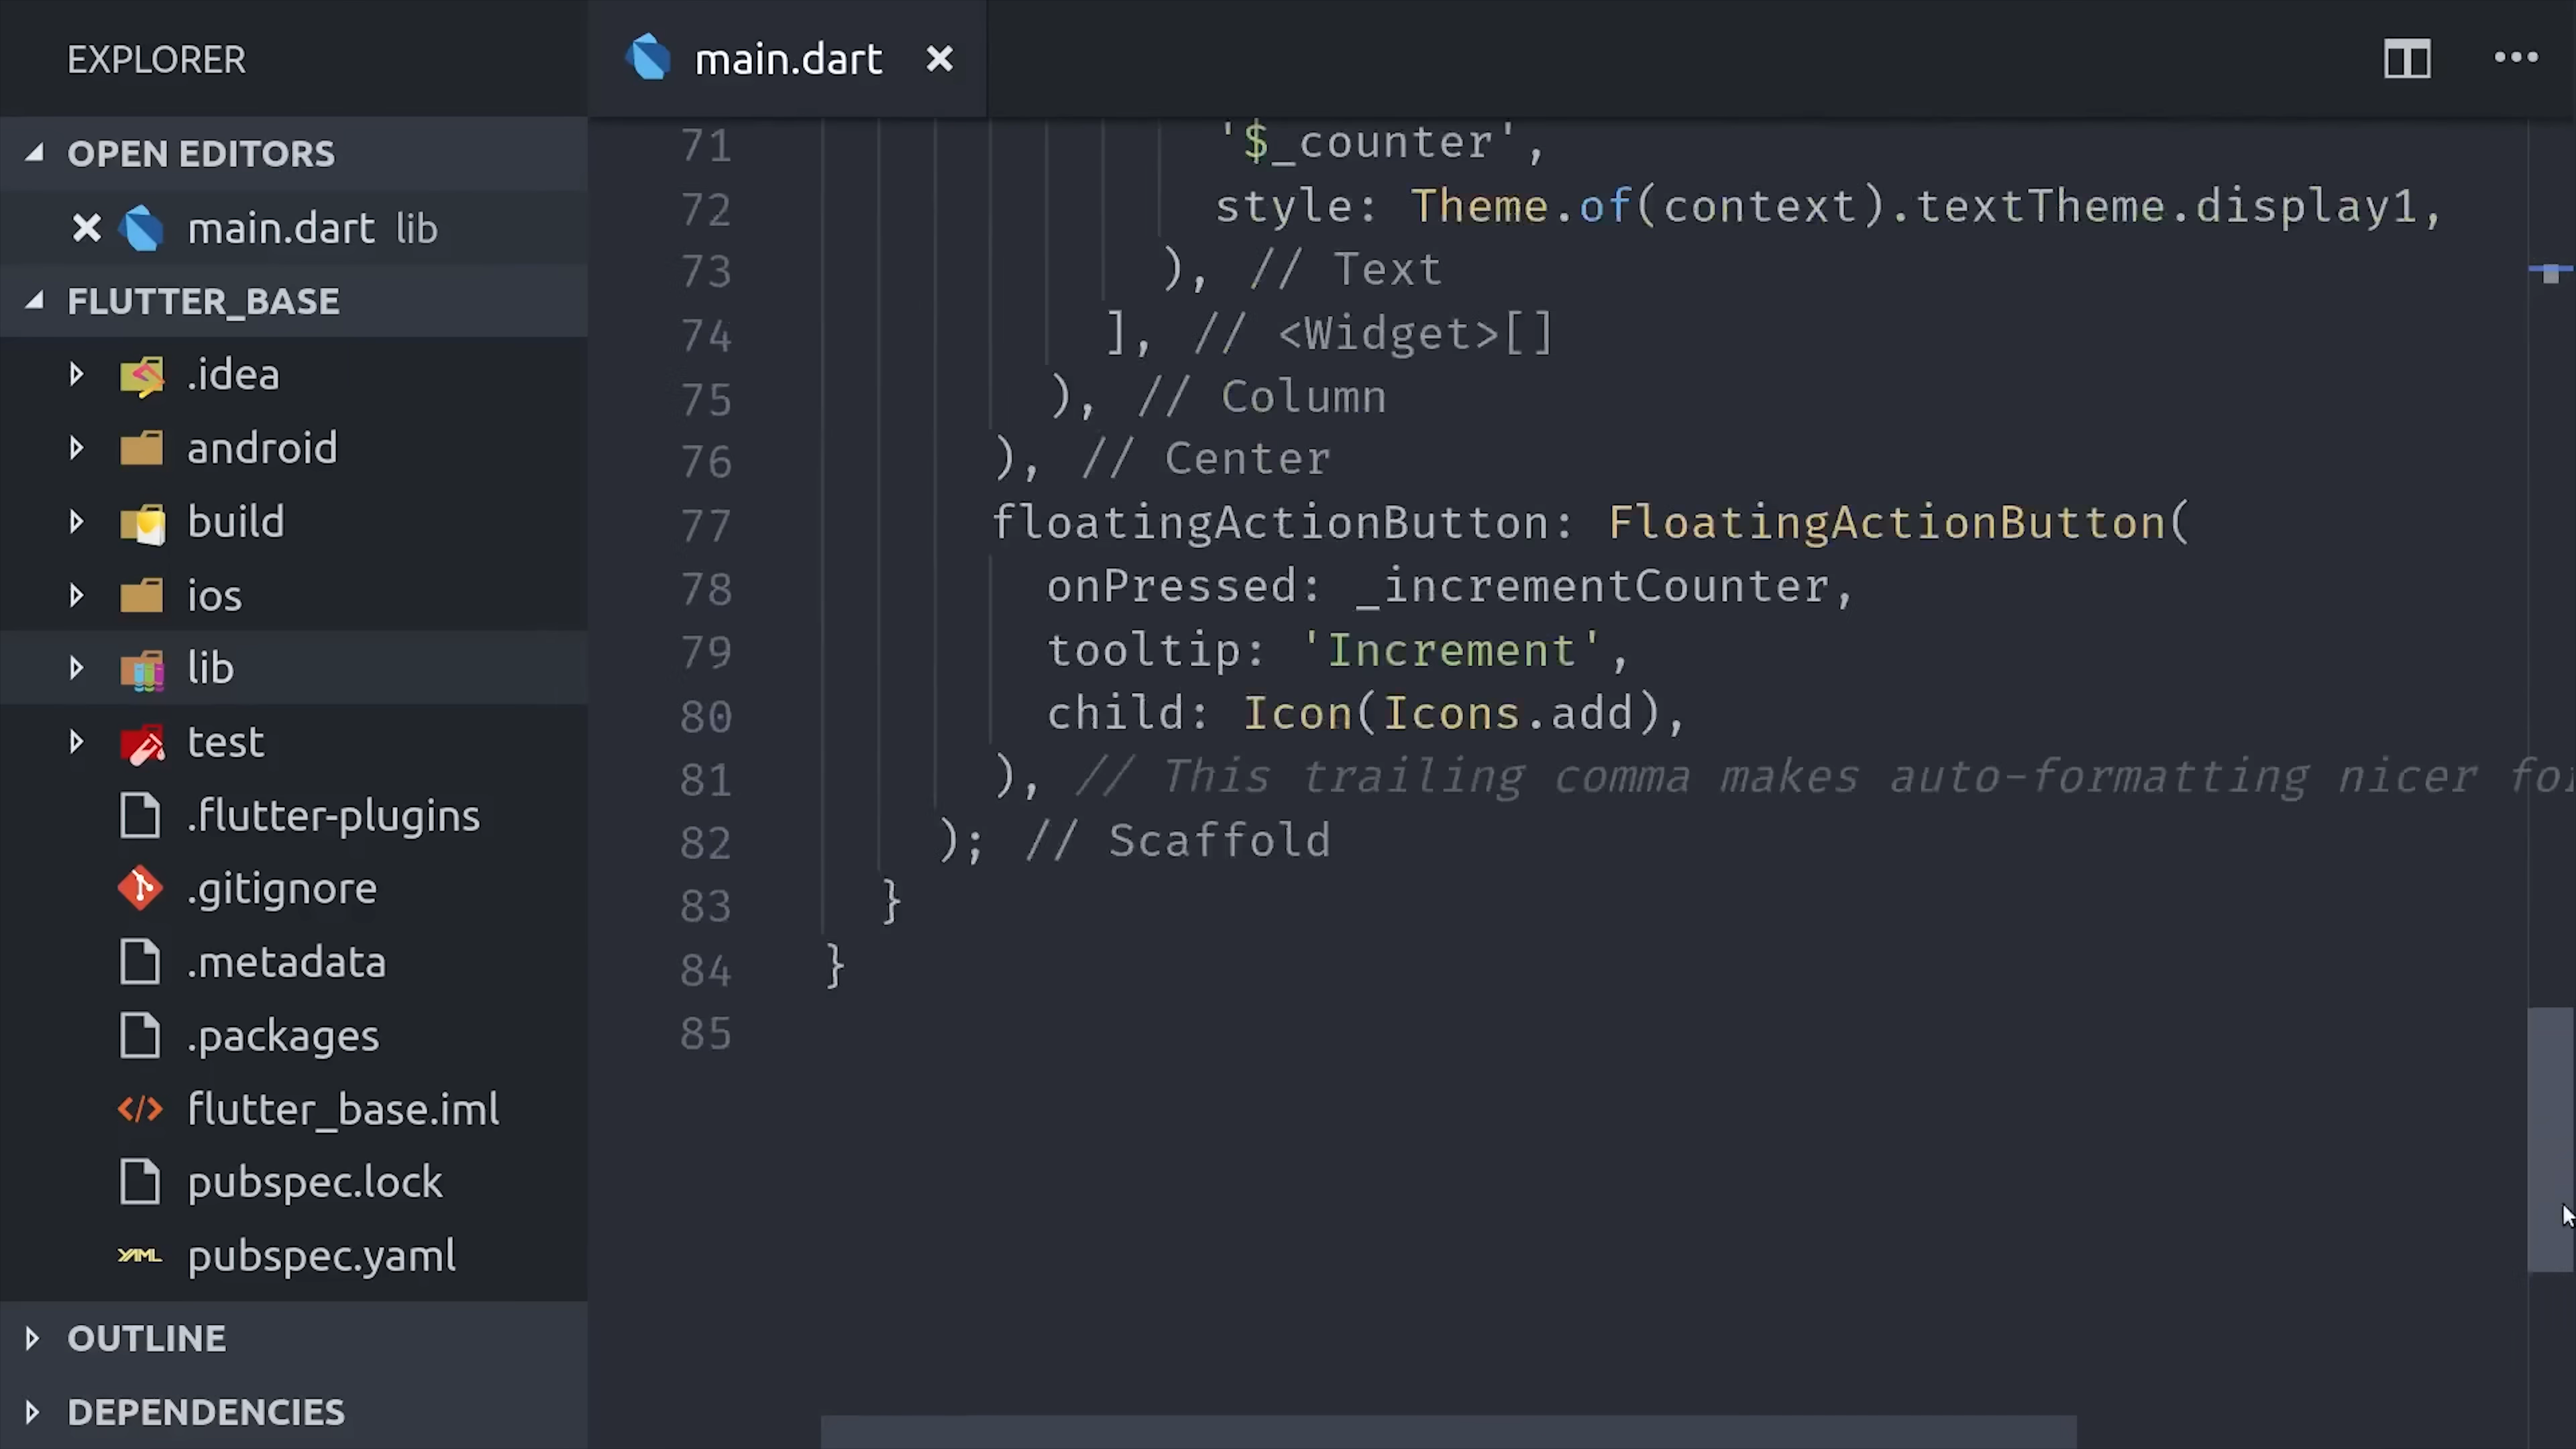 EXPLORER
OPEN EDITORS
main.dart lib
FLUTTER_BASE
.idea
android
build
ios
lib
test
.flutter-plugins
.gitignore
.metadata
.packages
flutter_base.iml
pubspec.lock
YAML pubspec.yaml
OUTLINE
DEPENDENCIES
main.dart
71 '$_counter',
72 style: Theme.of(context).textTheme.display1,
73 ), // Text
74 ], // <Widget>[]
75 ), // Column
76 ), // Center
77 floatingActionButton: FloatingActionButton(
78 onPressed: _incrementCounter,
79 tooltip: 'Increment',
80 child: Icon(Icons.add),
81 ), // This trailing comma makes auto-formatting nicer
82 ); // Scaffold
83 }
84 }
85